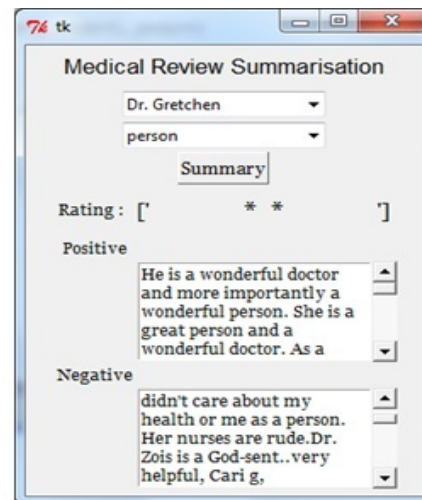 tk
Medical Review Summarisation
Dr. Gretchen
person
Summary
Rating : [' * * ']
Positive
He is a wonderful doctor
and more importantly a
wonderful person. She is a
great person and a
wonderful doctor. As a
Negative
didn't care about my
health or me as a person.
Her nurses are rude.Dr.
Zois is a God-sent..very
helpful, Cari g,